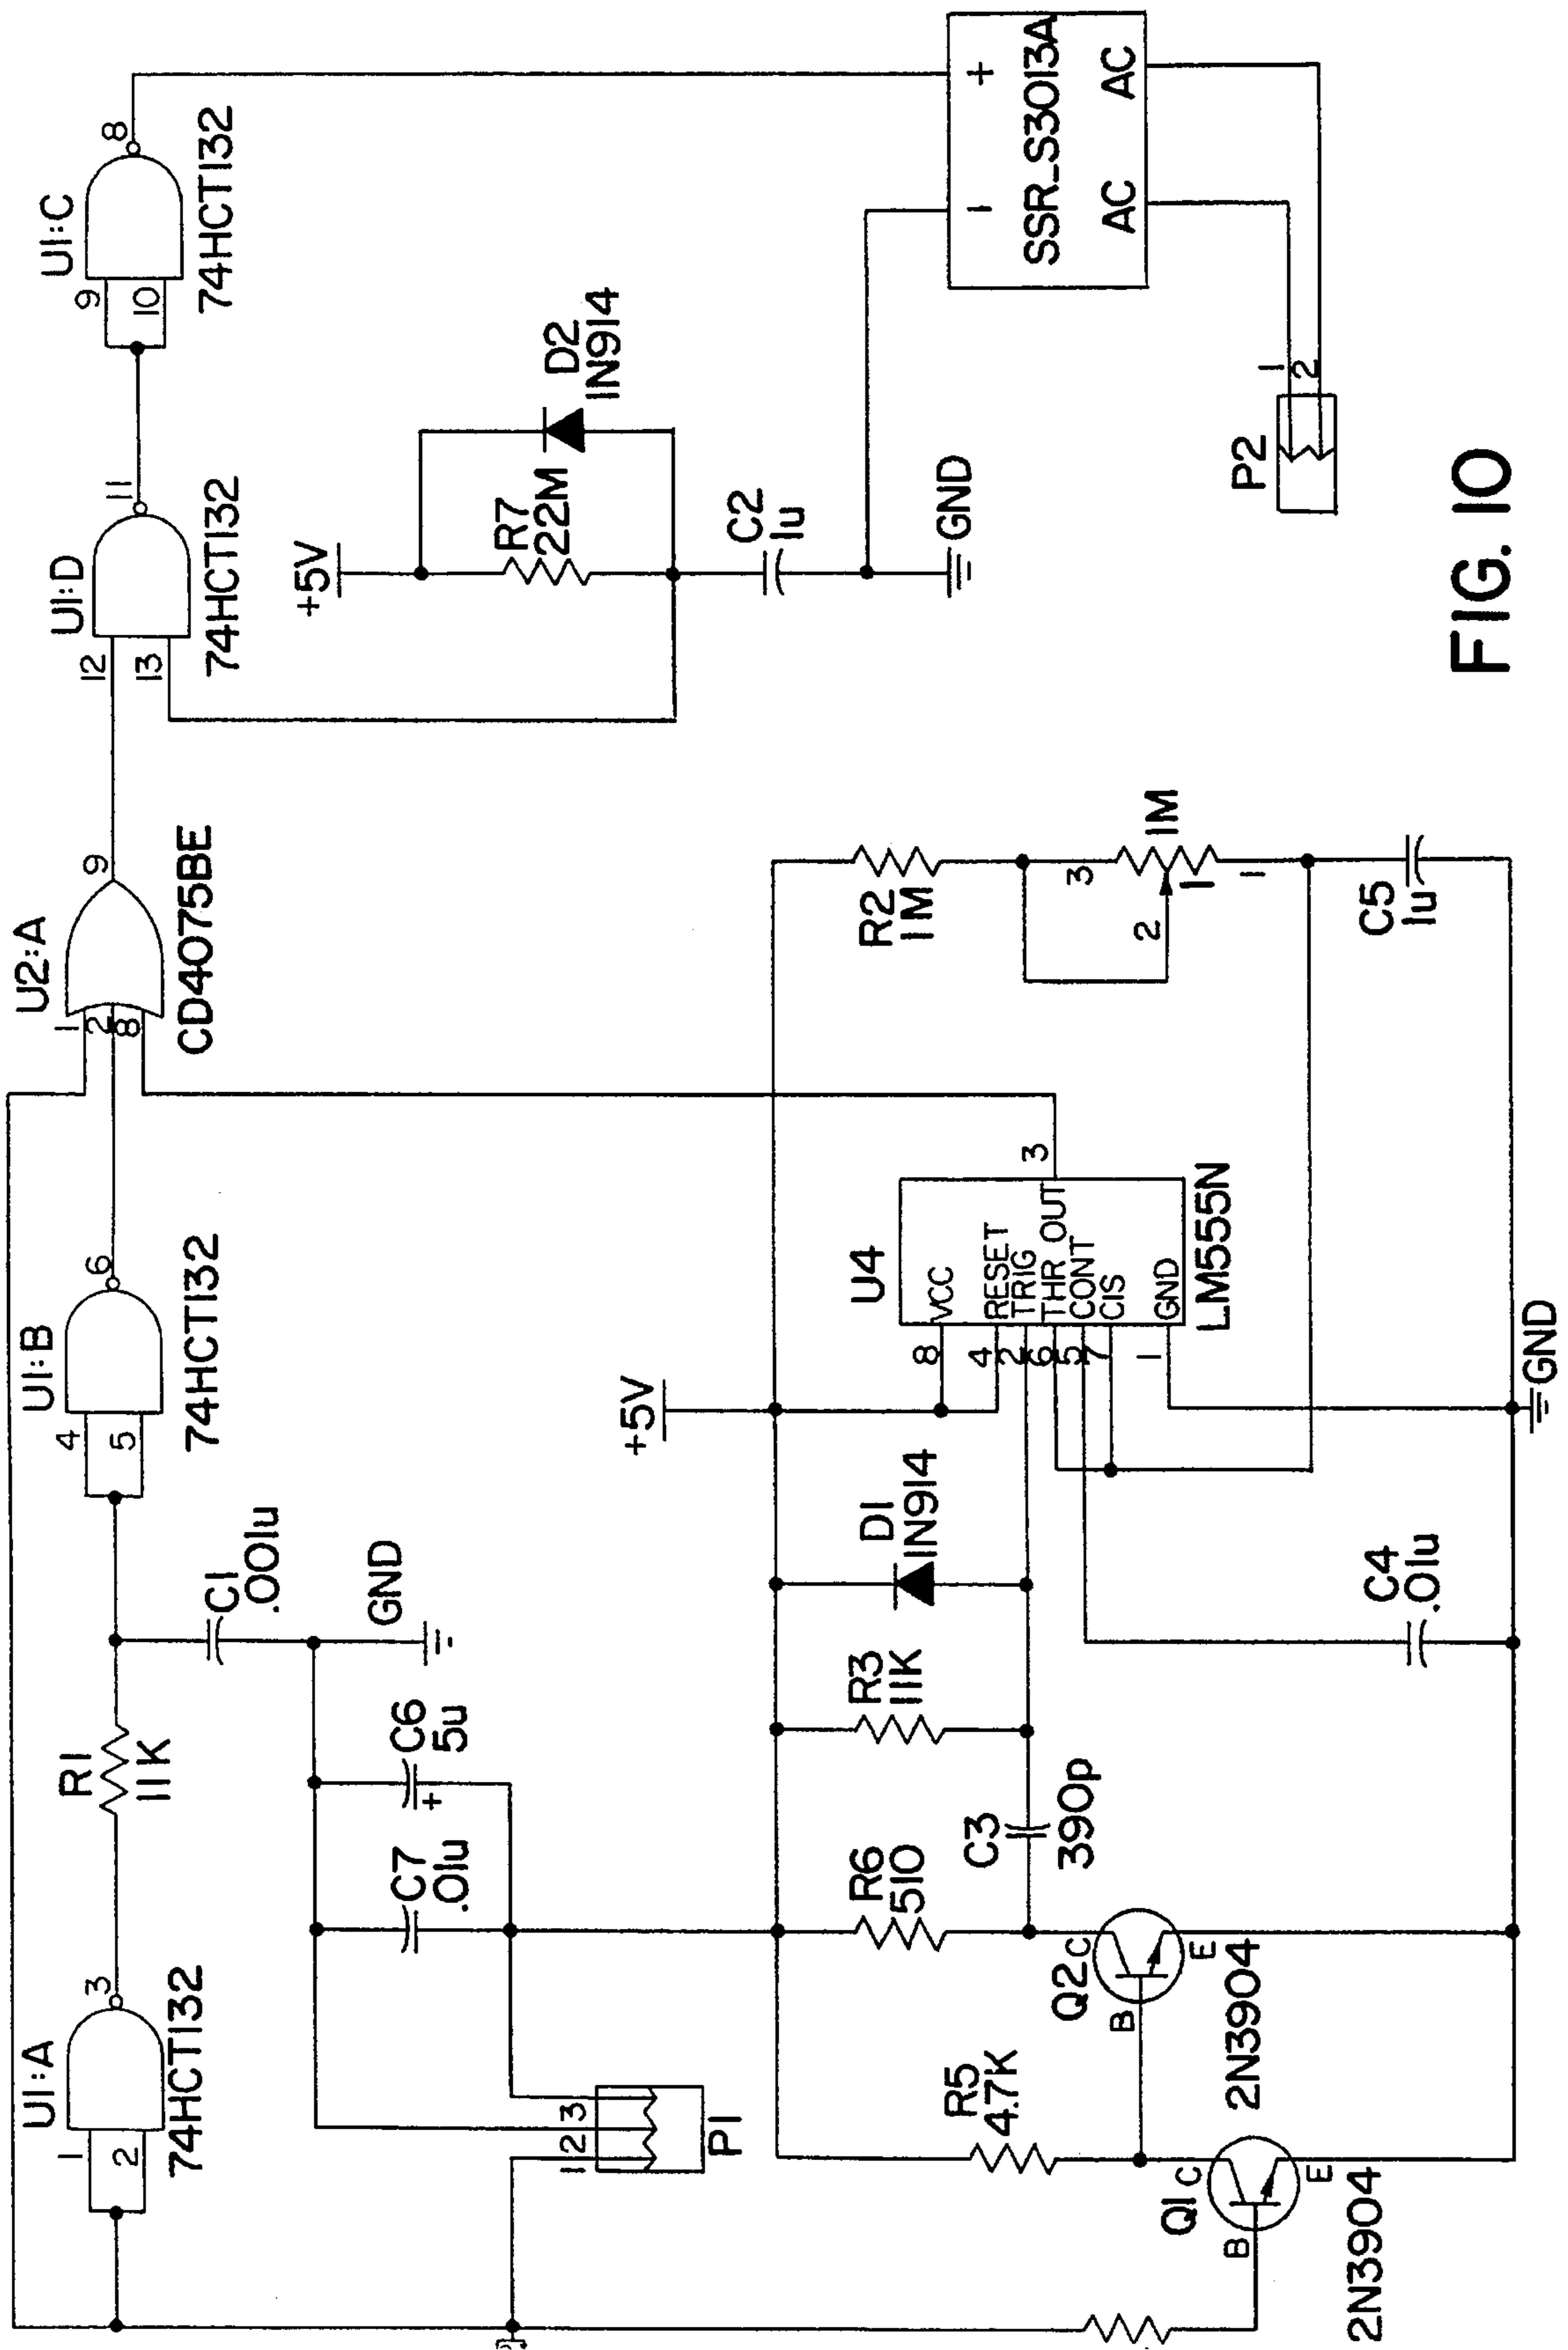 U1:A
1
2
3
74HCT132
R1
11K
C1
.001u
GND
U1:B
4
5
6
74HCT132
U2:A
1
2
8
9
CD4075BE
U1:D
12
13
11
74HCT132
U1:C
9
10
8
74HCT132
C7
.01u
C6
5u
+
1
2
3
P1
+5V
R7
22M
D2
IN914
C2
1u
GND
-
+
SSR_S3013A
AC
AC
P2
1
2
R5
4.7K
R6
510
C3
390p
R3
11K
D1
IN914
+5V
U4
VCC
RESET
TRIG
THR OUT
CONT
CIS
GND
8
4
2
6
5
7
1
3
LM555N
R2
1M
3
2
1
1
1M
C5
1u
C4
.01u
GND
Q1
C
B
E
2N3904
Q2
C
B
E
2N3904
FIG. 10